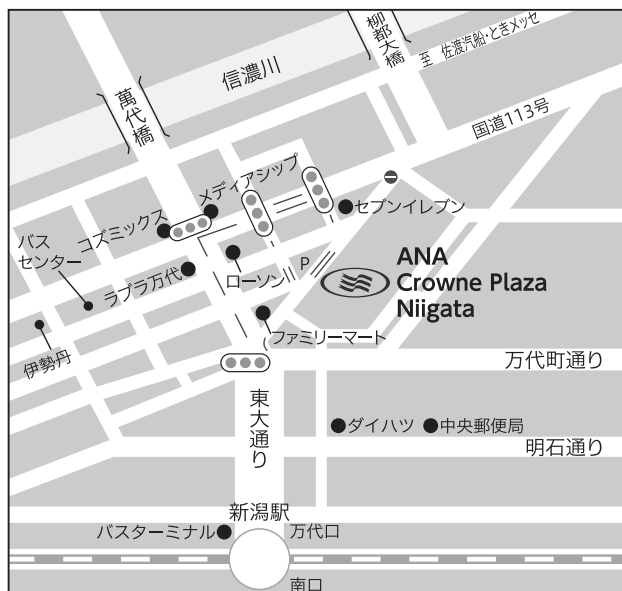 柳都大橋
至 佐渡汽船・ときメッセ
信濃川
萬代橋
国道113号
メディアシップ
コズミックス
セブンイレブン
バス
センター
ラブラ万代
ローソン
P
ANA
Crowne Plaza
Niigata
伊勢丹
ファミリーマート
万代町通り
東大通り
ダイハツ
中央郵便局
明石通り
新潟駅
バスターミナル
万代口
南口